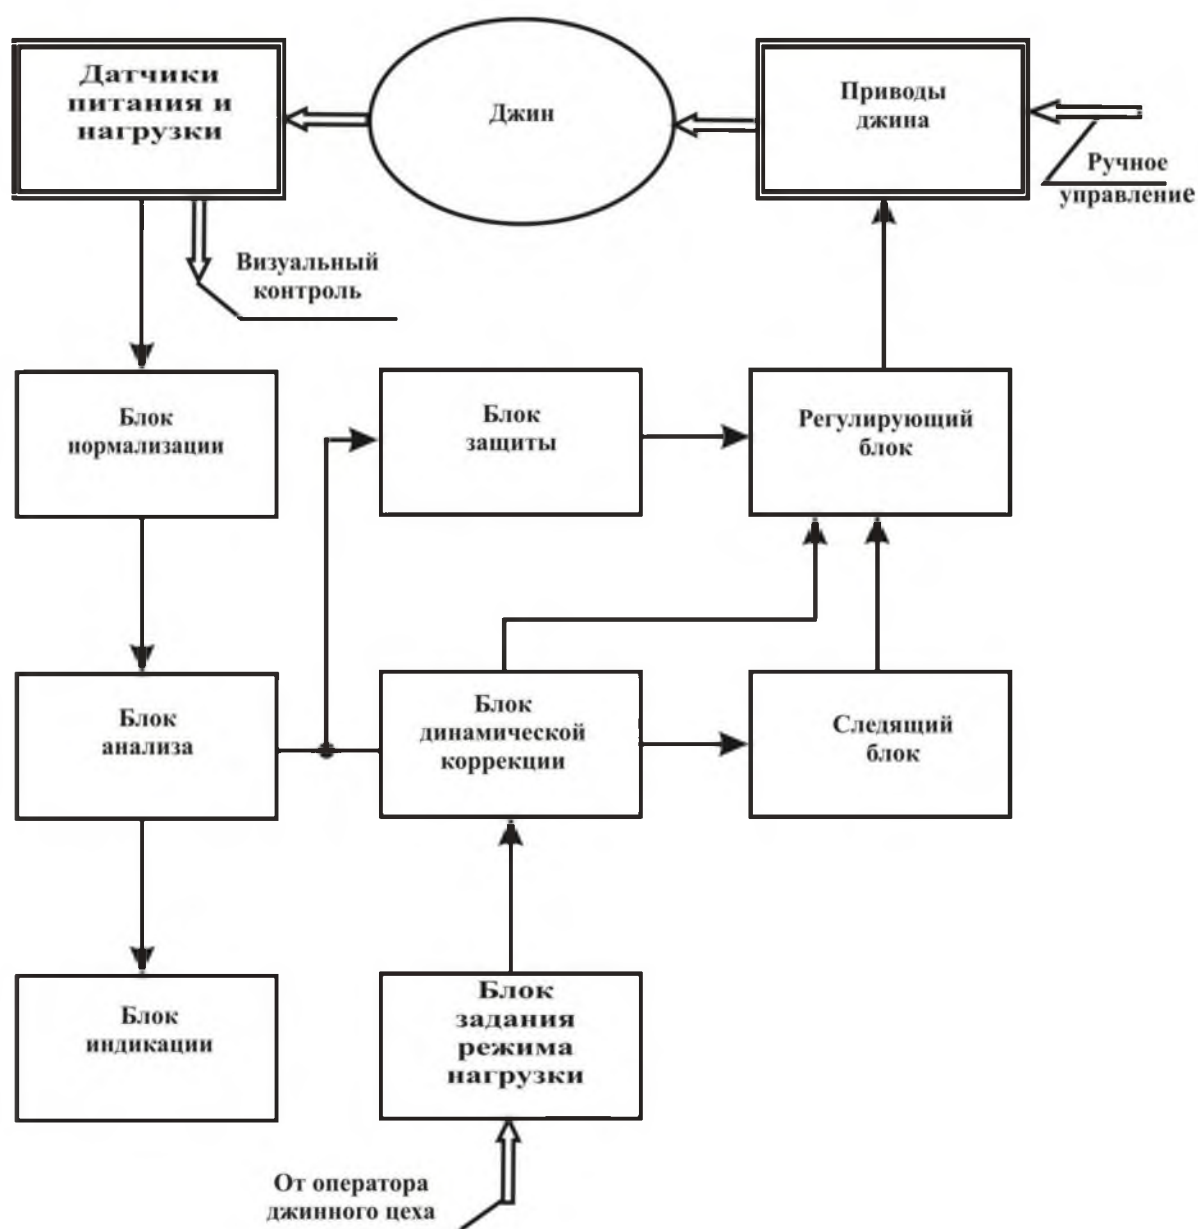 Датчики
питания и
нагрузки
Джин
Приводы
джина
Ручное
управление
Визуальный
контроль
Блок
нормализации
Блок
защиты
Регулирующий
блок
Блок
анализа
Блок
динамической
коррекции
Следящий
блок
Блок
индикации
Блок
задания
режима
нагрузки
От оператора
джинного цеха